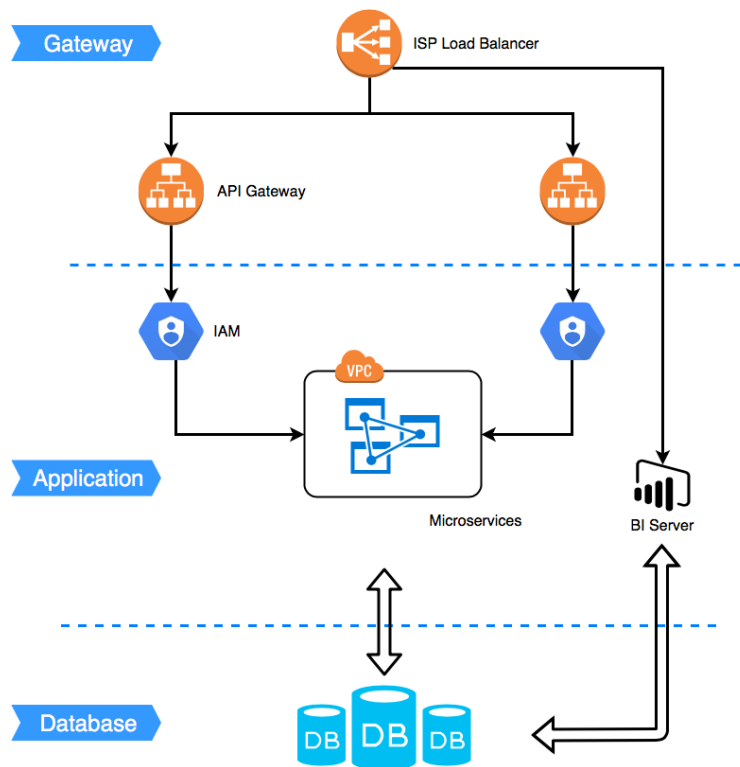 Gateway
ISP Load Balancer
API Gateway
IAM
VPC
Application
Microservices
BI Server
Database
DB
DB
DB